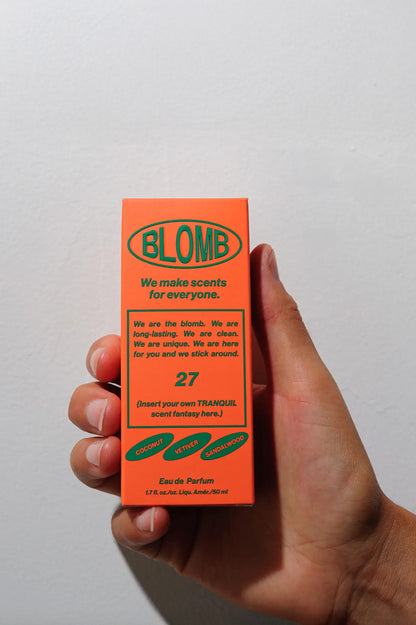 BLOMB
We make scents
for everyone.
We are the blomb. We are
long-lasting. We are clean.
We are unique. We are here
for you and we stick around.
27
(Insert your own TRANQUIL
scent fantasy here.)
COCONUT VETIVER SANDALWOOD
Eau de Parfum
1.7 fl. oz./oz. Liqu. Amér./50 ml